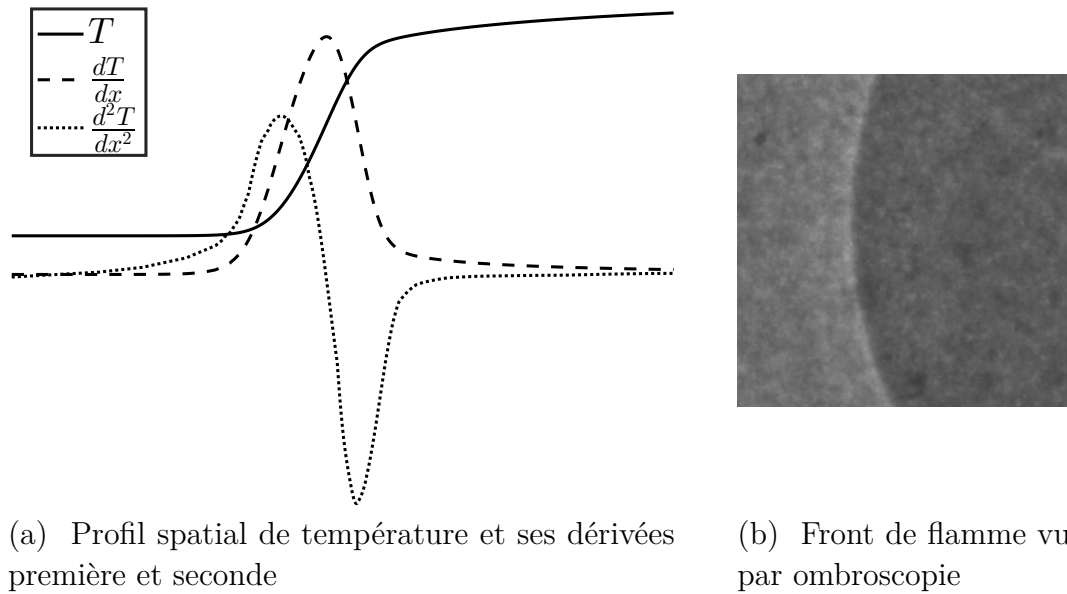 T
dT
dx
d²T
dx²
(a) Profil spatial de température et ses dérivées
première et seconde
(b) Front de flamme vu
par ombroscopie